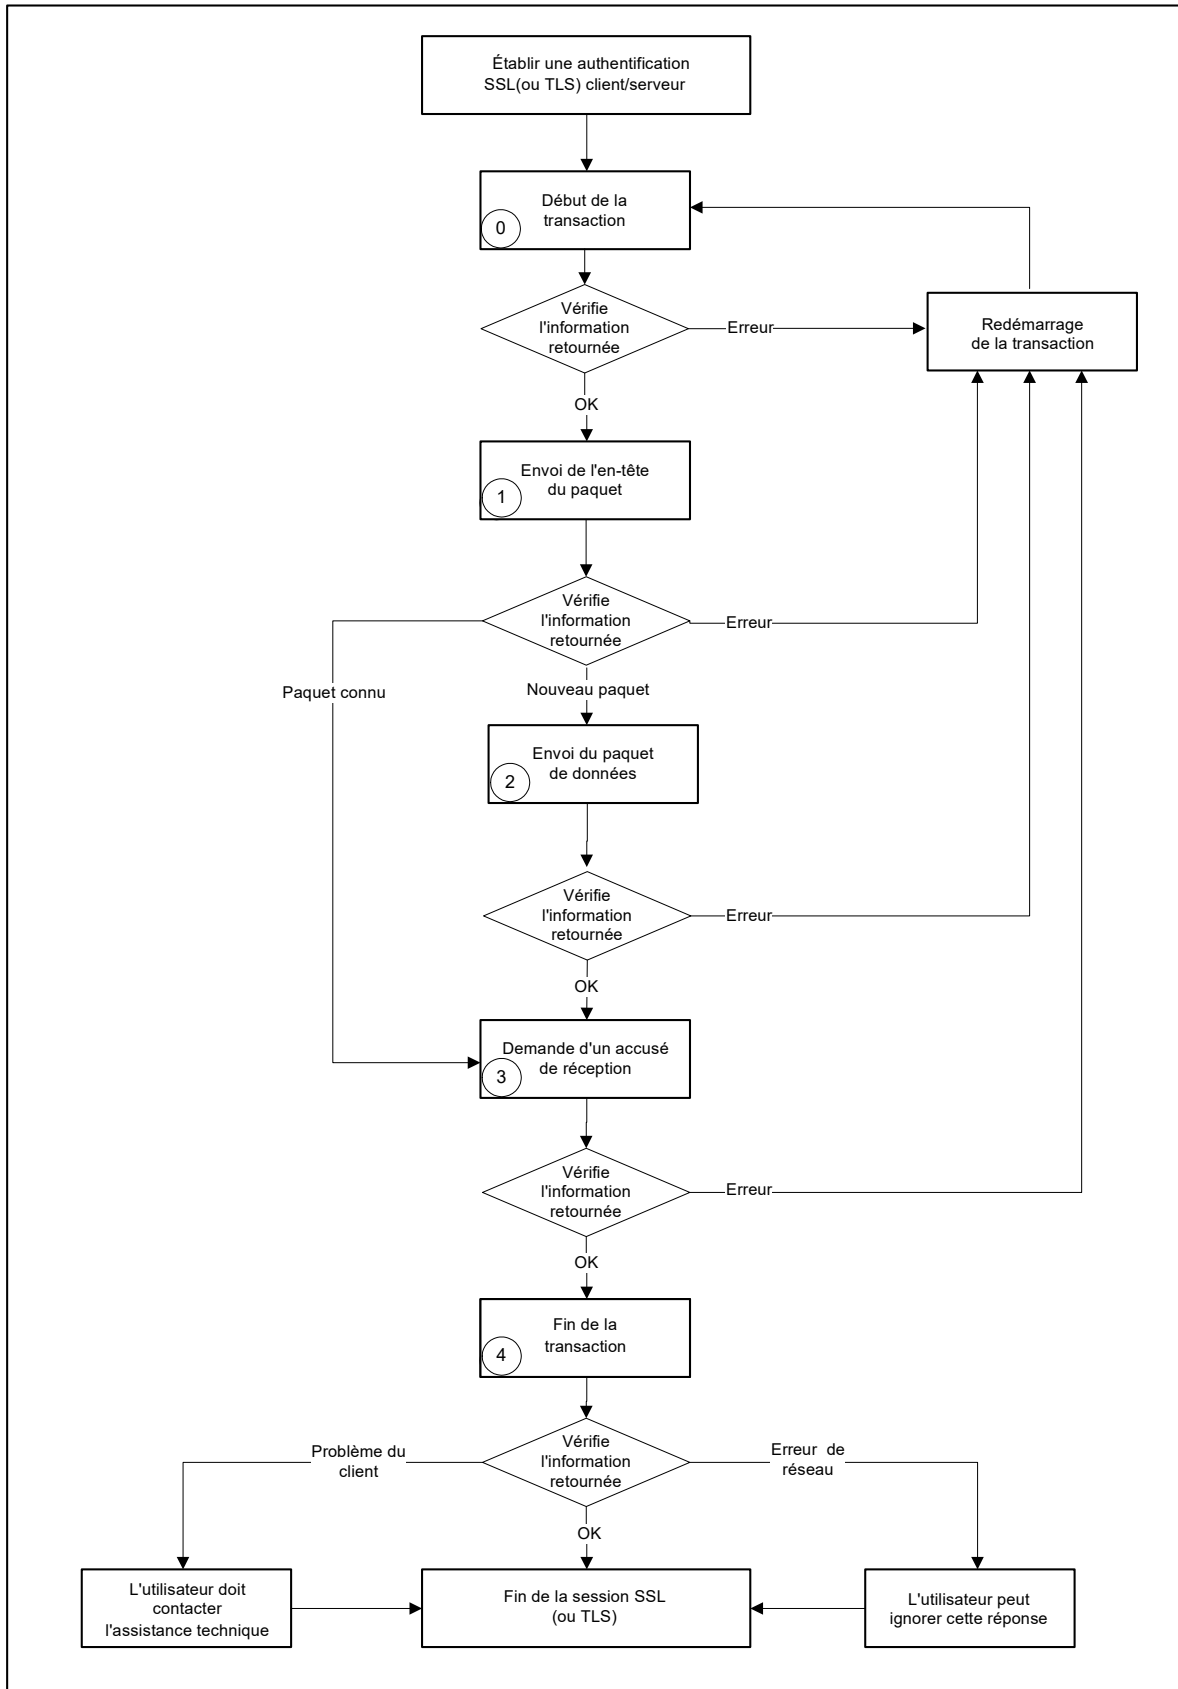 Établir une authentification
SSL(ou TLS) client/serveur
Début de la
transaction
0
Vérifie
l'information
retournée
Erreur
Redémarrage
de la transaction
OK
Envoi de l'en-tête
du paquet
1
Vérifie
l'information
retournée
Erreur
Paquet connu
Nouveau paquet
Envoi du paquet
de données
2
Vérifie
l'information
retournée
Erreur
OK
Demande d'un accusé
de réception
3
Vérifie
l'information
retournée
Erreur
OK
Fin de la
transaction
4
Problème du
client
Vérifie
l'information
retournée
Erreur de
réseau
OK
L'utilisateur doit
contacter
l'assistance technique
Fin de la session SSL
(ou TLS)
L'utilisateur peut
ignorer cette réponse